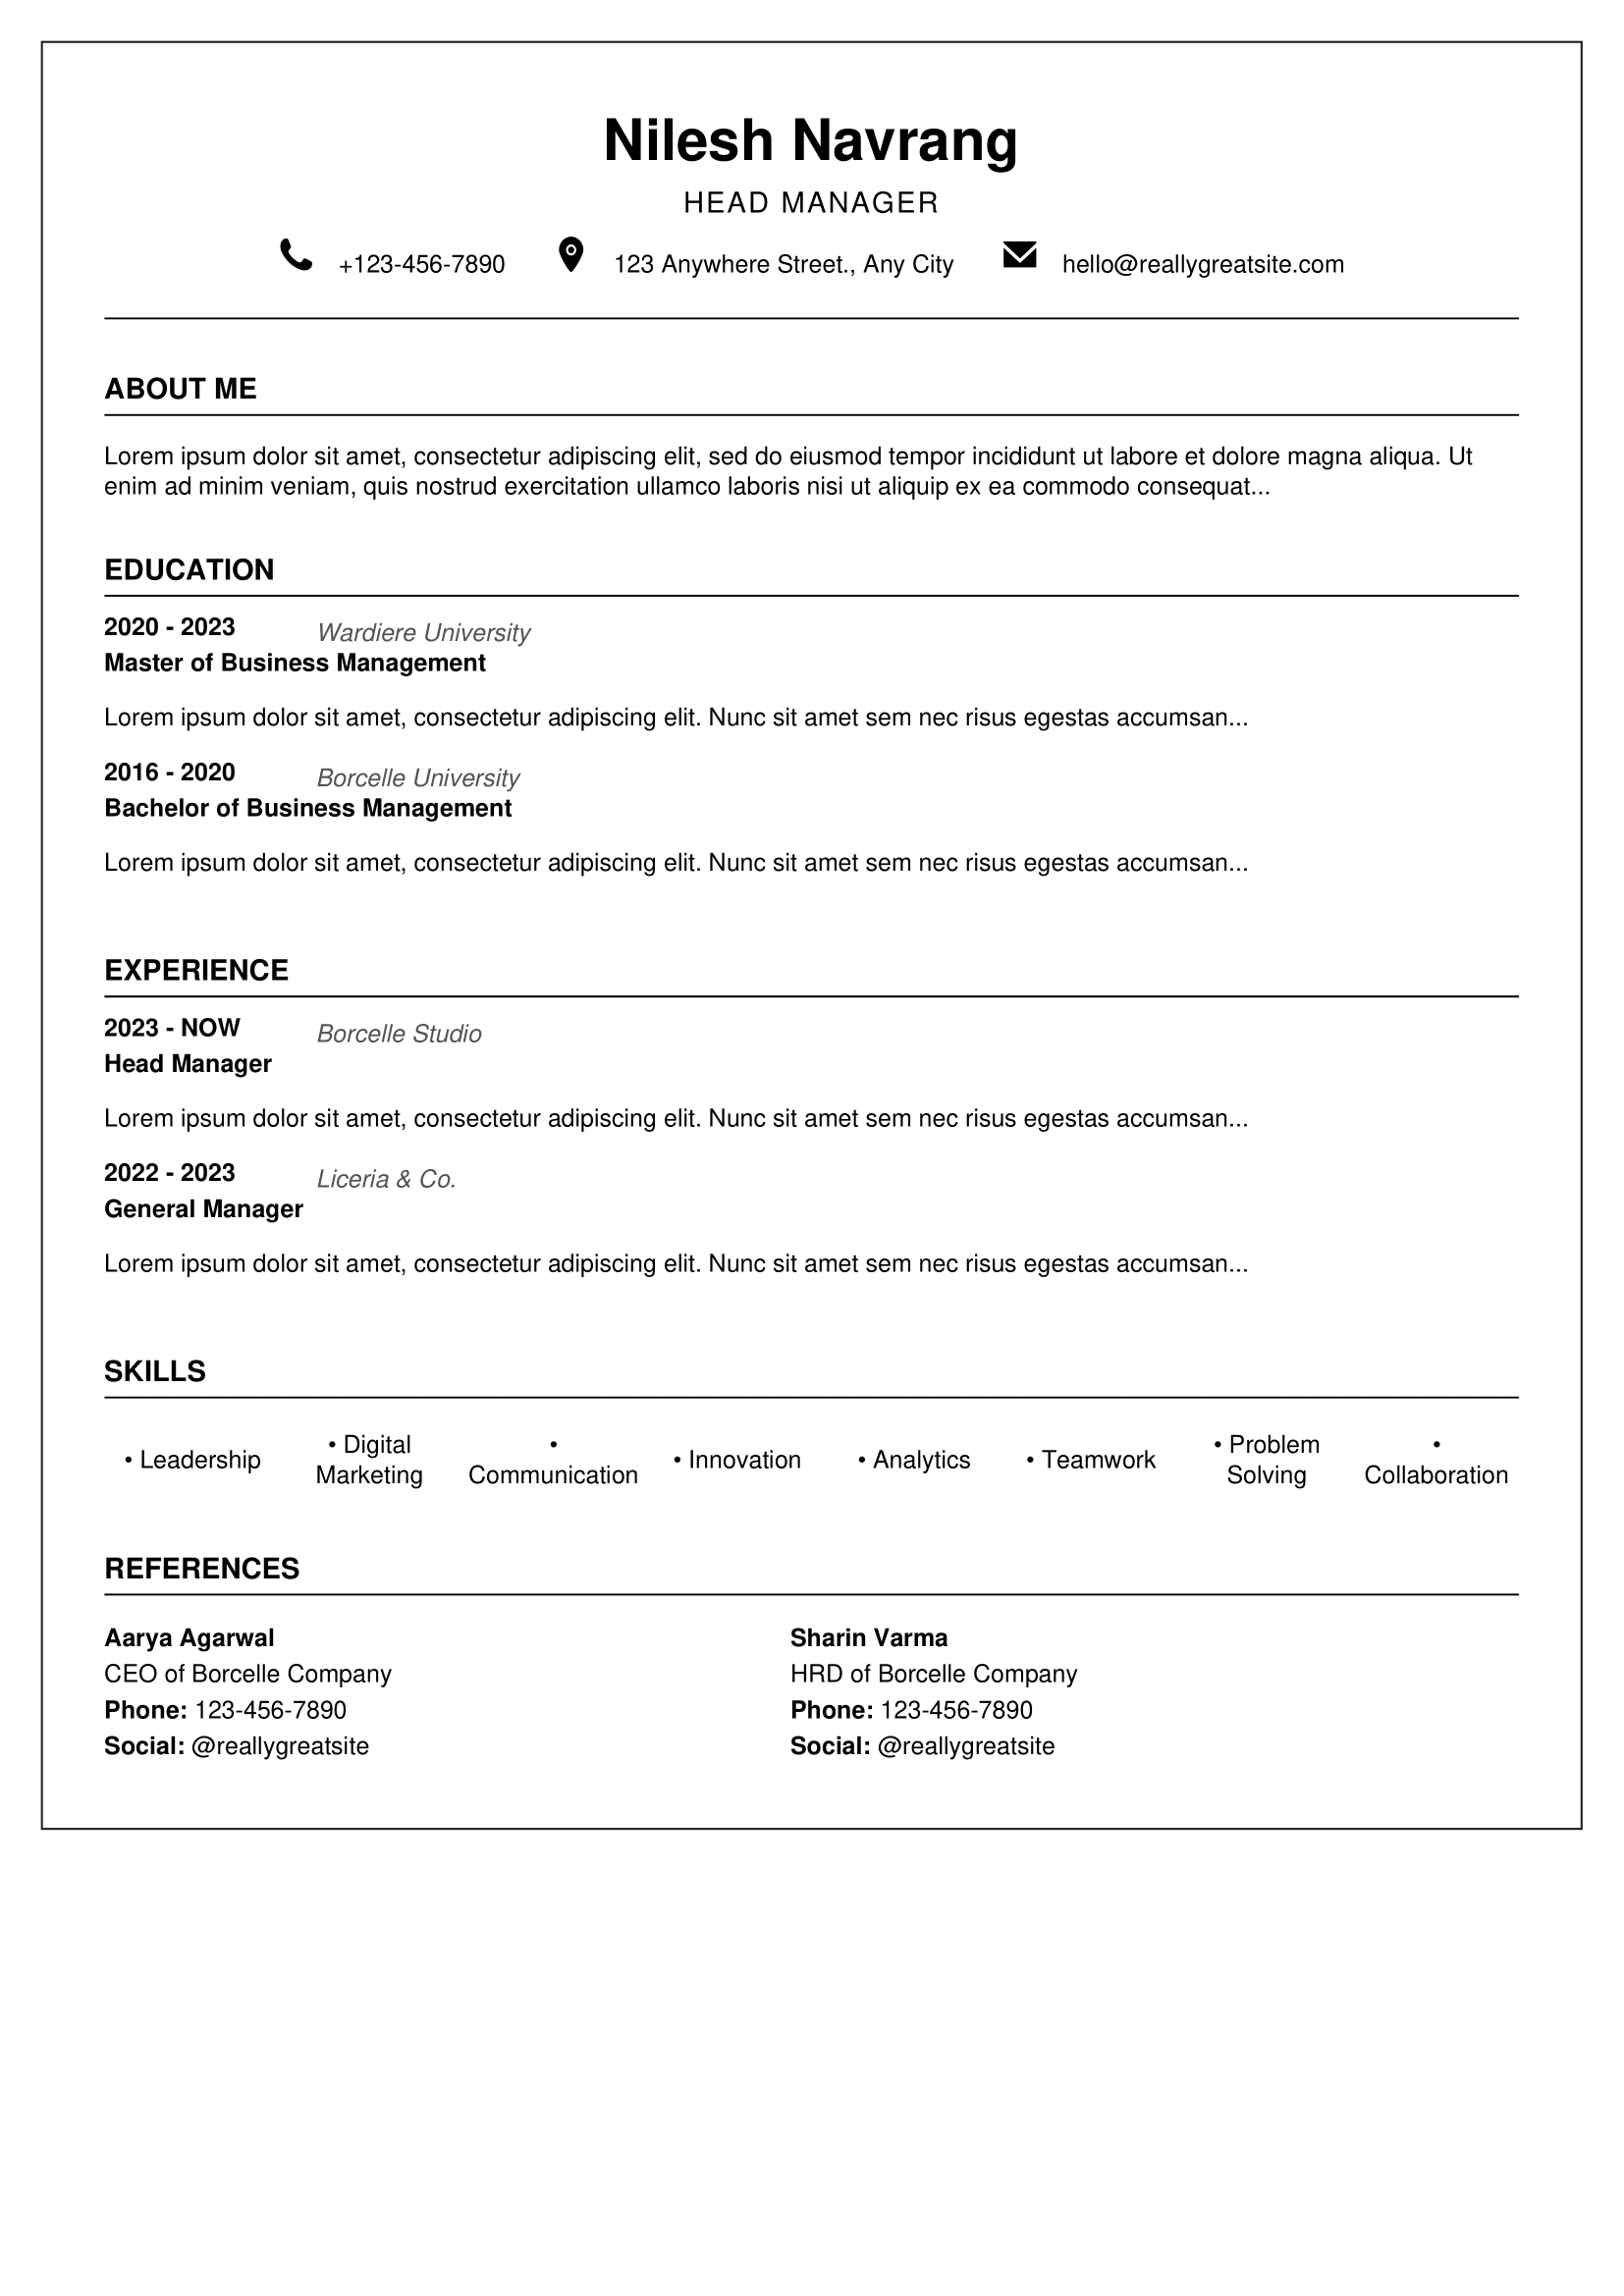 Nilesh Navrang
HEAD MANAGER
+123-456-7890 123 Anywhere Street., Any City hello@reallygreatsite.com
ABOUT ME
Lorem ipsum dolor sit amet, consectetur adipiscing elit, sed do eiusmod tempor incididunt ut labore et dolore magna aliqua. Ut
enim ad minim veniam, quis nostrud exercitation ullamco laboris nisi ut aliquip ex ea commodo consequat...
EDUCATION
2020 - 2023 Wardiere University
Master of Business Management
Lorem ipsum dolor sit amet, consectetur adipiscing elit. Nunc sit amet sem nec risus egestas accumsan...
2016 - 2020 Borcelle University
Bachelor of Business Management
Lorem ipsum dolor sit amet, consectetur adipiscing elit. Nunc sit amet sem nec risus egestas accumsan...
EXPERIENCE
2023 - NOW Borcelle Studio
Head Manager
Lorem ipsum dolor sit amet, consectetur adipiscing elit. Nunc sit amet sem nec risus egestas accumsan...
2022 - 2023 Liceria & Co.
General Manager
Lorem ipsum dolor sit amet, consectetur adipiscing elit. Nunc sit amet sem nec risus egestas accumsan...
SKILLS
• Leadership
• Digital
Marketing
•
Communication
• Innovation
• Analytics
• Teamwork
• Problem
Solving
•
Collaboration
REFERENCES
Aarya Agarwal
CEO of Borcelle Company
Phone: 123-456-7890
Social: @reallygreatsite
Sharin Varma
HRD of Borcelle Company
Phone: 123-456-7890
Social: @reallygreatsite